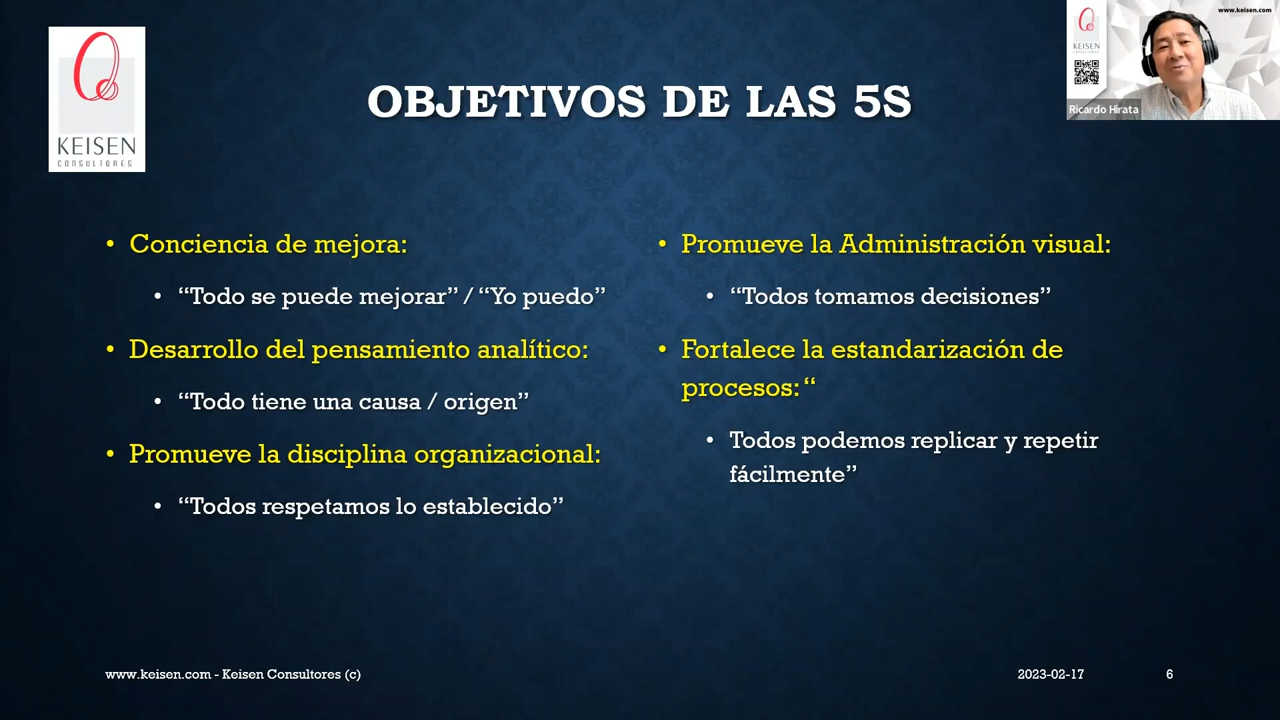 KEISEN
CONSULTORES
OBJETIVOS DE LAS 5S
www.keisen.com
KEISEN
Ricardo Hirata
• Conciencia de mejora:
• “Todo se puede mejorar” / “Yo puedo”
• Desarrollo del pensamiento analítico:
• “Todo tiene una causa / origen”
• Promueve la disciplina organizacional:
• “Todos respetamos lo establecido”
• Promueve la Administración visual:
• “Todos tomamos decisiones”
• Fortalece la estandarización de
procesos: “
• Todos podemos replicar y repetir
fácilmente”
www.keisen.com - Keisen Consultores (c)
2023-02-17
6